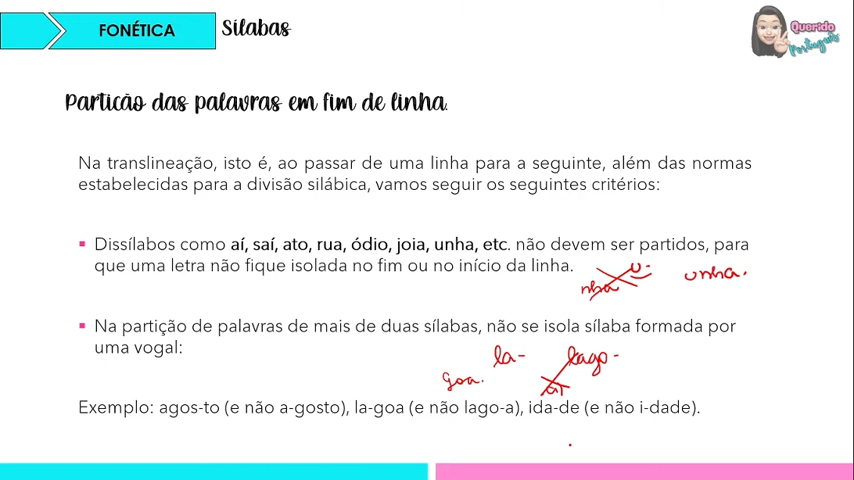 FONÉTICA
Sílabas
Querido
Português
Partição das palavras em fim de linha.
Na translineação, isto é, ao passar de uma linha para a seguinte, além das normas
estabelecidas para a divisão silábica, vamos seguir os seguintes critérios:
Dissílabos como aí, saí, ato, rua, ódio, joia, unha, etc. não devem ser partidos, para
que uma letra não fique isolada no fim ou no início da linha.
u-
nha
unha.
Na partição de palavras de mais de duas sílabas, não se isola sílaba formada por
uma vogal:
la-
goa.
lago-
Exemplo: agos-to (e não a-gosto), la-goa (e não lago-a), ida-de (e não i-dade).